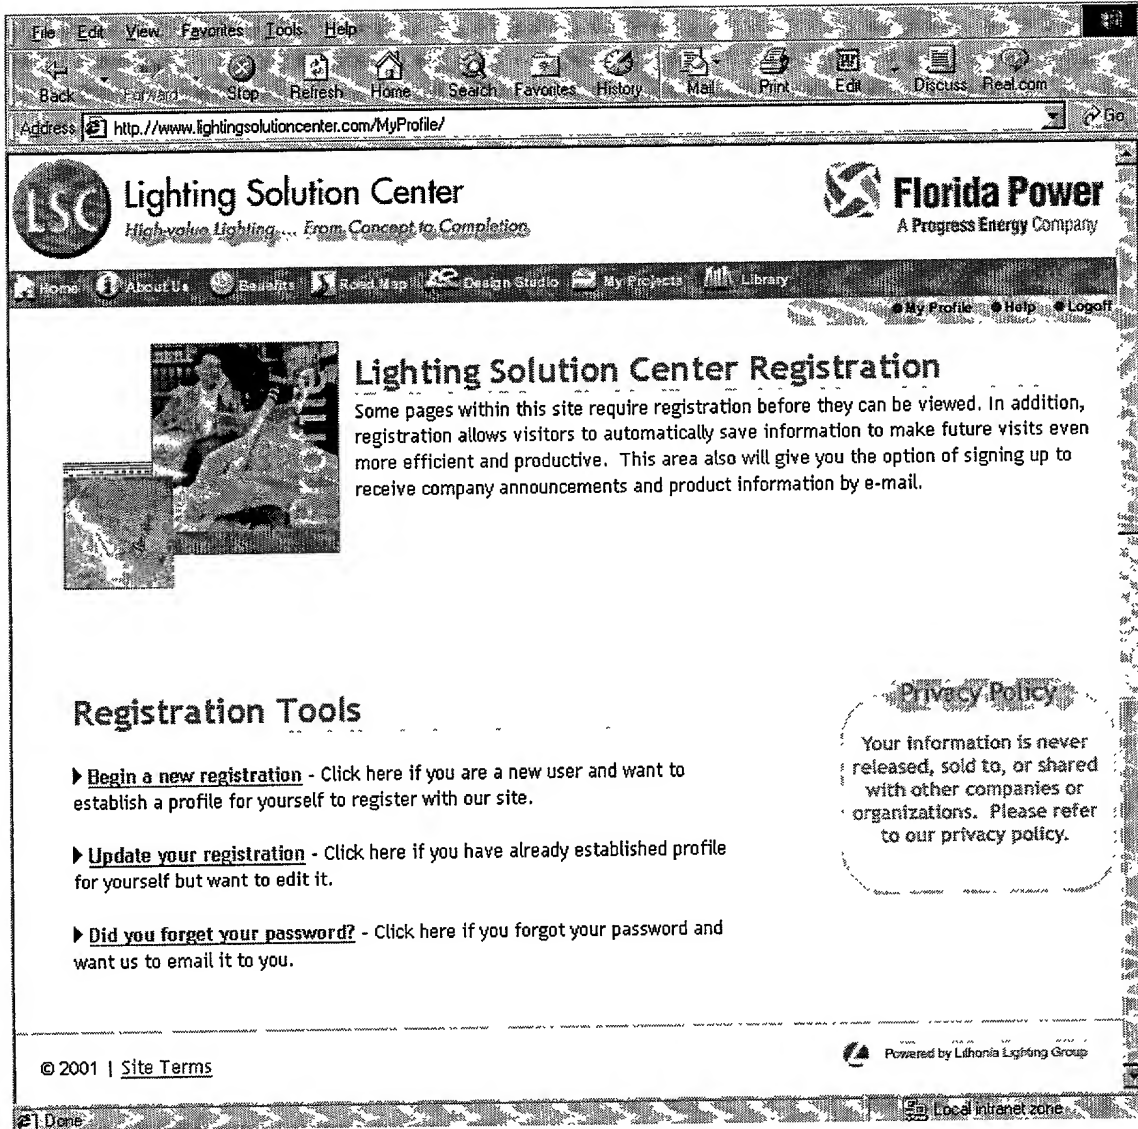 File Edit View Favorites Tools Help
Back Forward Stop Refresh Home Search Favorites History Mail Print Edit Discuss Real.com
Address http://www.lightingsolutioncenter.com/MyProfile/ Go
LSC Lighting Solution Center
High-value Lighting.... From Concept to Completion
Florida Power
A Progress Energy Company
Home About Us Benefits Road Map Design Studio My Projects Library
My Profile Help Logoff
Lighting Solution Center Registration
Some pages within this site require registration before they can be viewed. In addition,
registration allows visitors to automatically save information to make future visits even
more efficient and productive. This area also will give you the option of signing up to
receive company announcements and product information by e-mail.
Registration Tools
Begin a new registration - Click here if you are a new user and want to
establish a profile for yourself to register with our site.
Update your registration - Click here if you have already established profile
for yourself but want to edit it.
Did you forget your password? - Click here if you forgot your password and
want us to email it to you.
Privacy Policy
Your information is never
released, sold to, or shared
with other companies or
organizations. Please refer
to our privacy policy.
© 2001 | Site Terms
Powered by Lithonia Lighting Group
Done Local intranet zone